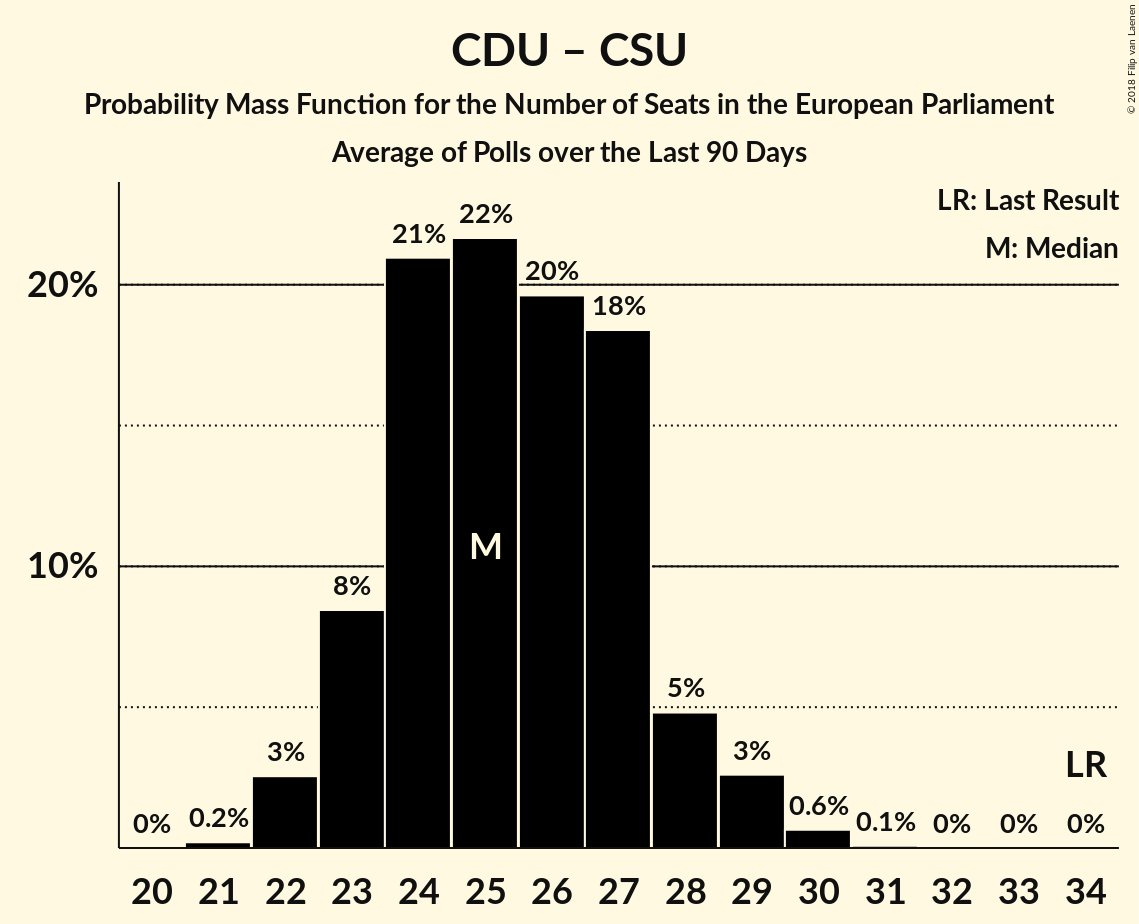 CDU – CSU
Probability Mass Function for the Number of Seats in the European Parliament
Average of Polls over the Last 90 Days
© 2018 Filip van Laenen
LR: Last Result
M: Median
20%
10%
0%
0.2%
3%
8%
21%
22%
20%
18%
5%
3%
0.6%
0.1%
0%
0%
0%
M
LR
20 21 22 23 24 25 26 27 28 29 30 31 32 33 34